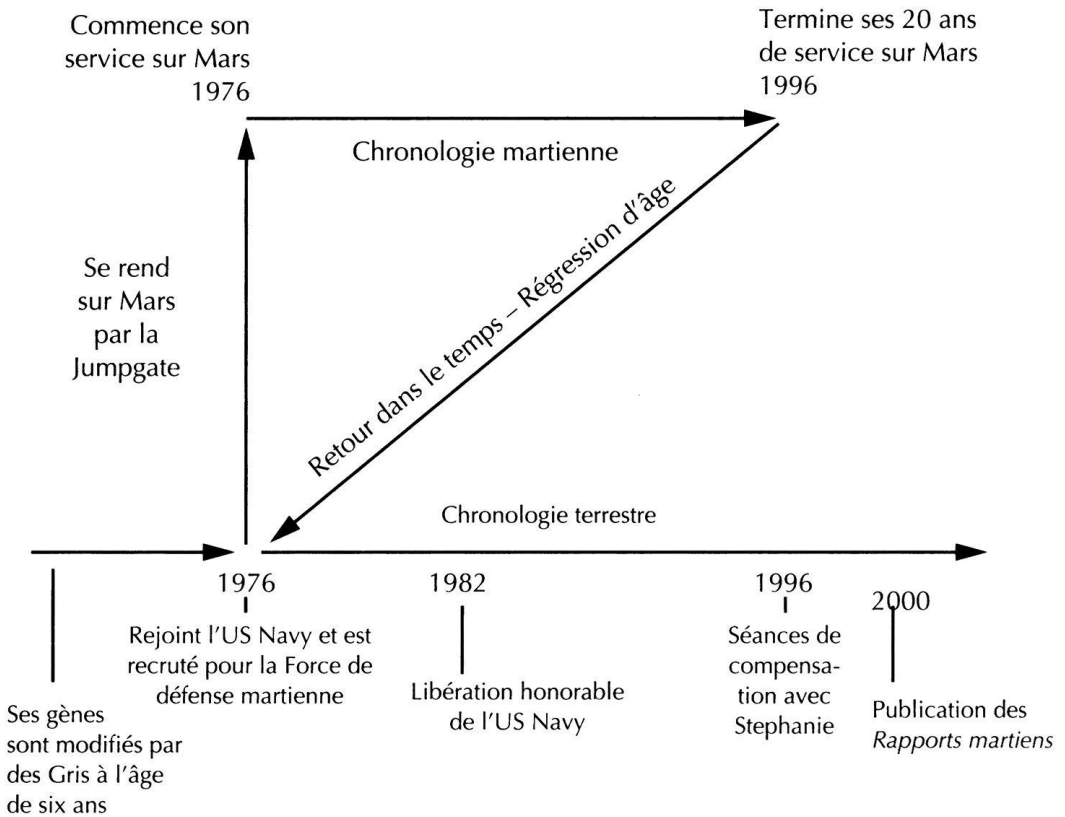 Commence son
service sur Mars
1976
Termine ses 20 ans
de service sur Mars
1996
Chronologie martienne
Se rend
sur Mars
par la
Jumpgate
Retour dans le temps – Régression d'âge
Chronologie terrestre
1976
Rejoint l'US Navy et est
recruté pour la Force de
défense martienne
1982
Libération honorable
de l'US Navy
1996
Séances de
compensa-
tion avec
Stephanie
2000
Publication des
Rapports martiens
Ses gènes
sont modifiés par
des Gris à l'âge
de six ans